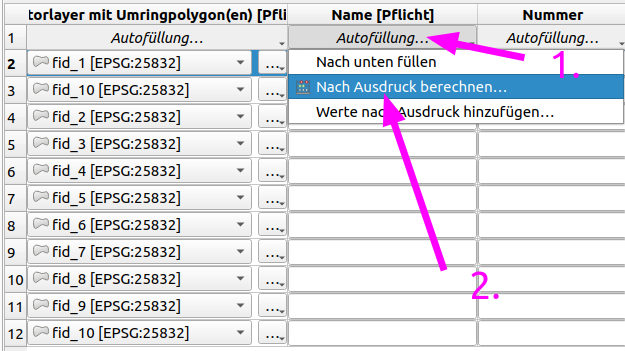 torlayer mit Umringpolygon(en) [Pfli Name [Pflicht] Nummer
1 Autofüllung... Autofüllung... Autofüllung...
1.
2 fid_1 [EPSG:25832] ... Nach unten füllen
3 fid_10 [EPSG:25832] ... Nach Ausdruck berechnen...
4 fid_2 [EPSG:25832] ... Werte nach Ausdruck hinzufügen...
5 fid_3 [EPSG:25832] ...
6 fid_4 [EPSG:25832] ...
7 fid_5 [EPSG:25832] ...
8 fid_6 [EPSG:25832] ...
9 fid_7 [EPSG:25832] ...
10 fid_8 [EPSG:25832] ...
2.
11 fid_9 [EPSG:25832] ...
12 fid_10 [EPSG:25832] ...